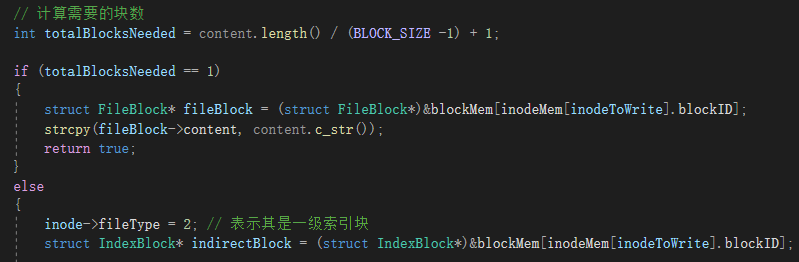 // 计算需要的块数
int totalBlocksNeeded = content.length() / (BLOCK_SIZE -1) + 1;
if (totalBlocksNeeded == 1)
{
struct FileBlock* fileBlock = (struct FileBlock*)&blockMem[inodeMem[inodeToWrite].blockID];
strcpy(fileBlock->content, content.c_str());
return true;
}
else
{
inode->fileType = 2; // 表示其是一级索引块
struct IndexBlock* indirectBlock = (struct IndexBlock*)&blockMem[inodeMem[inodeToWrite].blockID];